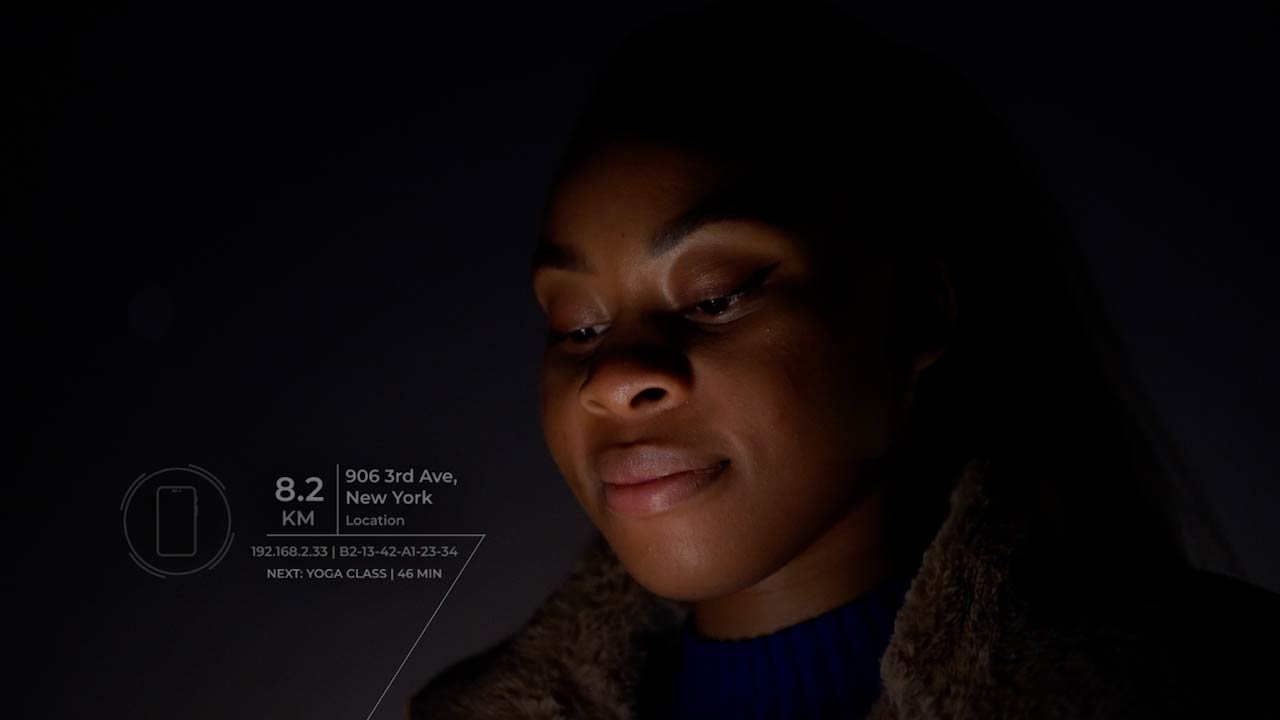 8.2
KM
906 3rd Ave,
New York
Location
192.168.2.33 | B2-13-42-A1-23-34
NEXT: YOGA CLASS | 46 MIN